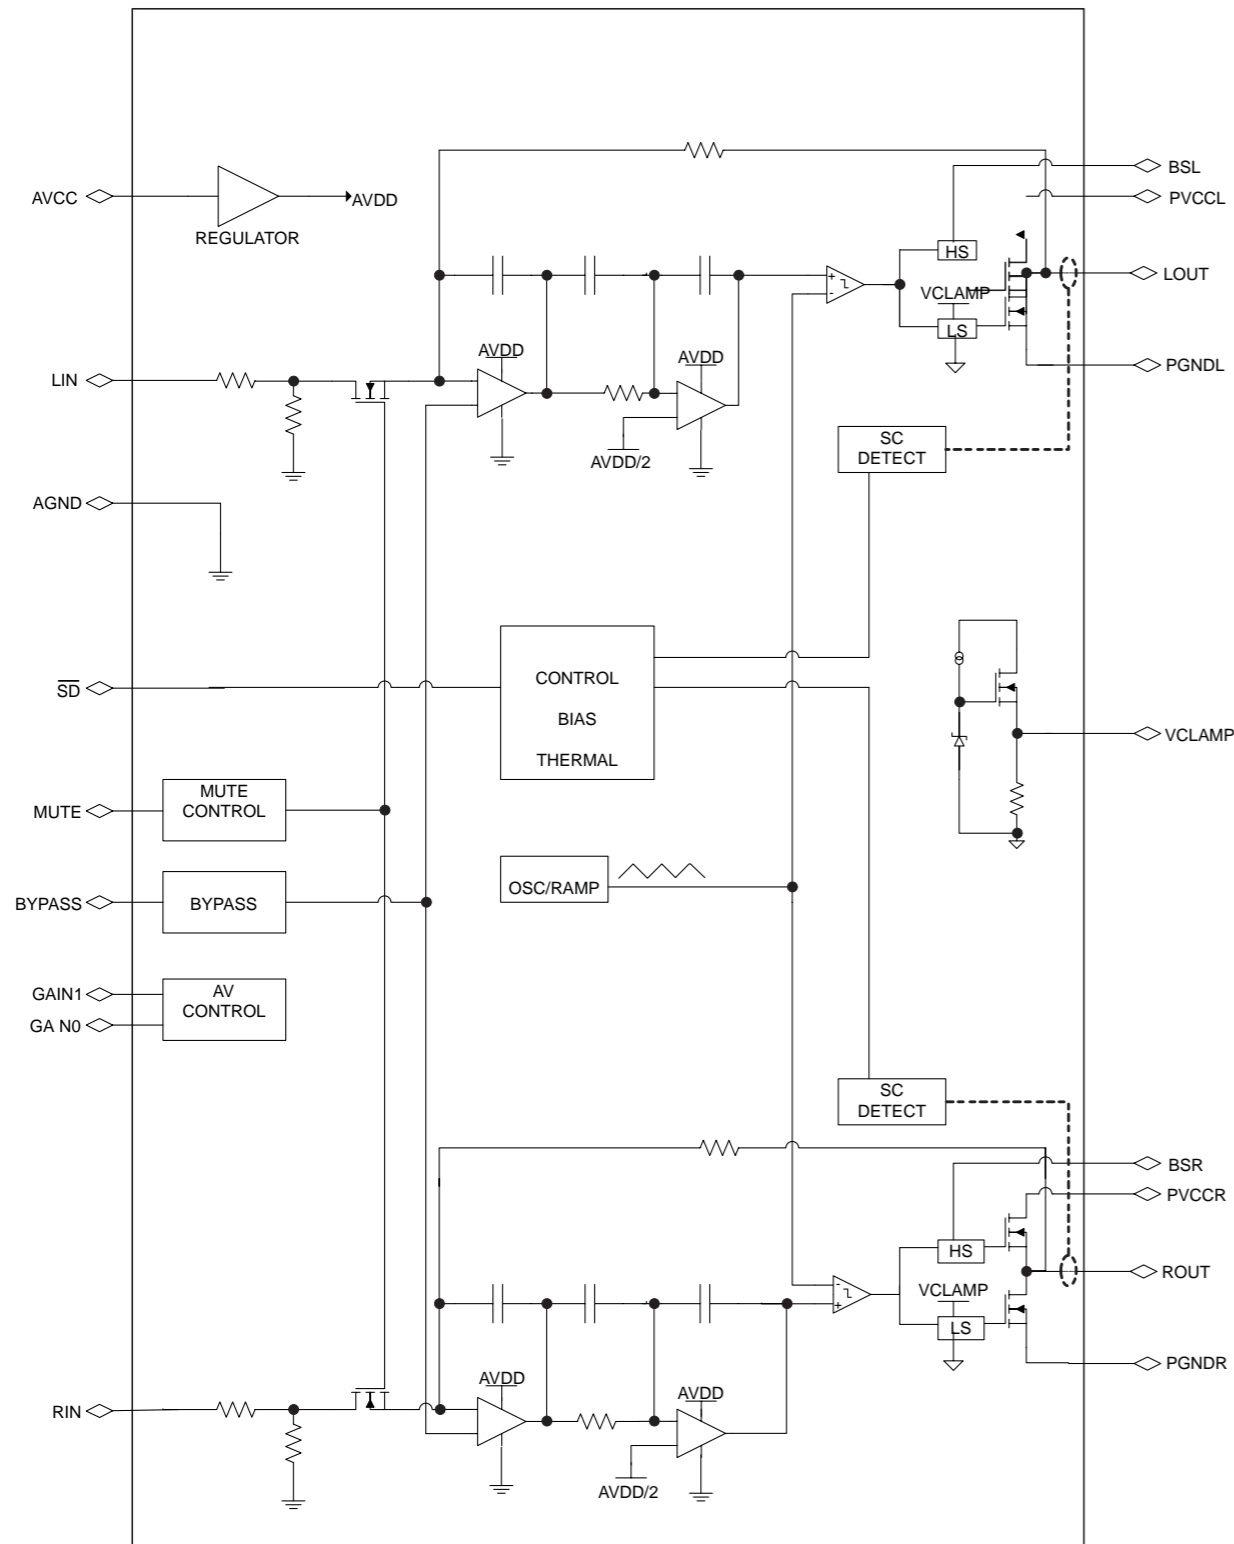 BSL
AVCC
AVDD
PVCCL
REGULATOR
HS
LOUT
VCLAMP
LS
AVDD
AVDD
PGNDL
LIN
SC
DETECT
AVDD/2
AGND
SD
CONTROL
BIAS
THERMAL
VCLAMP
MUTE
MUTE
CONTROL
OSC/RAMP
BYPASS
BYPASS
GAIN1
GA N0
AV
CONTROL
SC
DETECT
BSR
PVCCR
HS
ROUT
VCLAMP
LS
PGNDR
AVDD
AVDD
RIN
AVDD/2
+
-
-
+